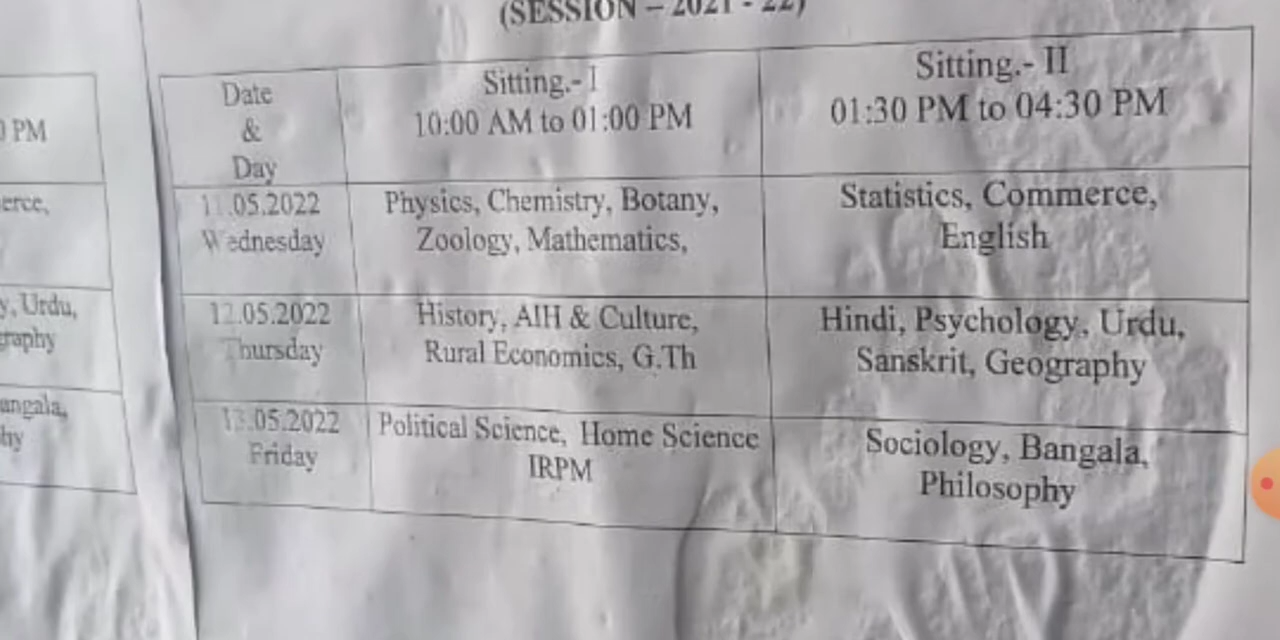 (SESSION – 2021 - 22)
0 PM
erce,
y, Urdu,
graphy
angala,
hy
Date
&
Day
Sitting.- I
10:00 AM to 01:00 PM
Sitting.- II
01:30 PM to 04:30 PM
11.05.2022
Wednesday
Physics, Chemistry, Botany,
Zoology, Mathematics,
Statistics, Commerce,
English
12.05.2022
Thursday
History, AIH & Culture,
Rural Economics, G.Th
Hindi, Psychology, Urdu,
Sanskrit, Geography
13.05.2022
Friday
Political Science, Home Science
IRPM
Sociology, Bangala,
Philosophy